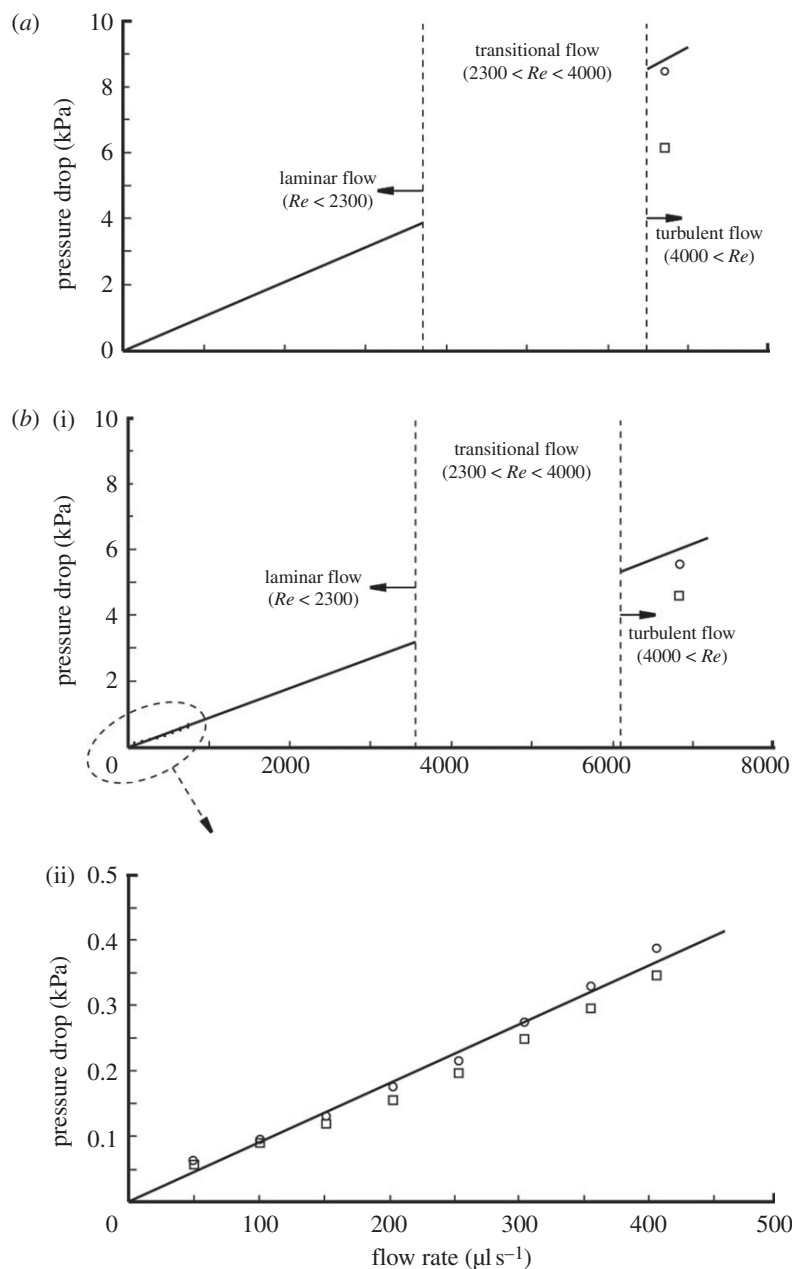 (a)
10
8
6
4
2
0
pressure drop (kPa)
transitional flow
(2300 < Re < 4000)
laminar flow
(Re < 2300)
turbulent flow
(4000 < Re)
(b) (i)
10
8
6
4
2
pressure drop (kPa)
transitional flow
(2300 < Re < 4000)
laminar flow
(Re < 2300)
turbulent flow
(4000 < Re)
0 2000 4000 6000 8000
(ii)
0.5
0.4
0.3
0.2
0.1
pressure drop (kPa)
0 100 200 300 400 500
flow rate (μl s⁻¹)